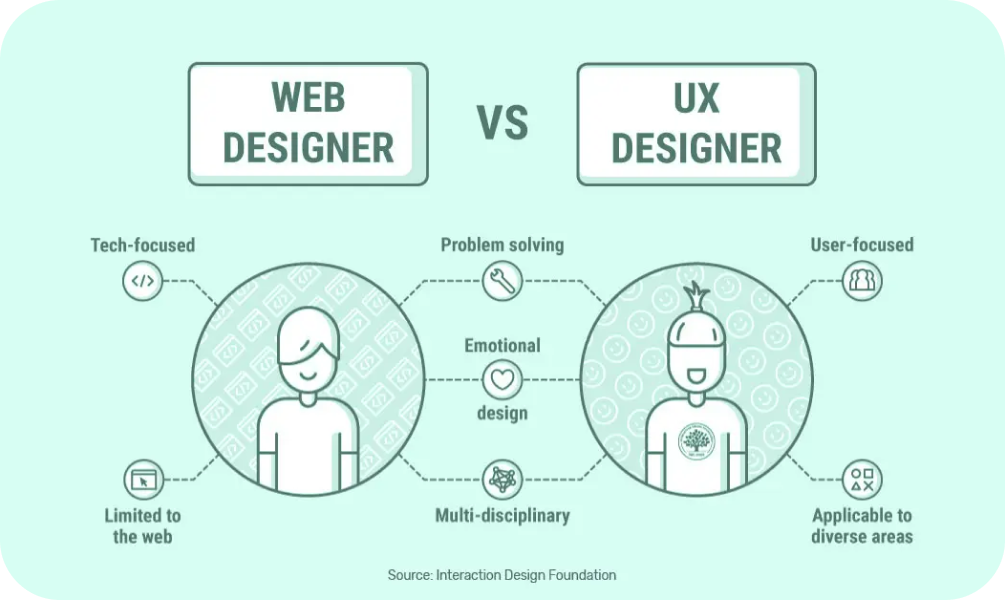 WEB
DESIGNER
VS
UX
DESIGNER
Tech-focused
Problem solving
User-focused
Emotional
design
Limited to
the web
Multi-disciplinary
Applicable to
diverse areas
Source: Interaction Design Foundation